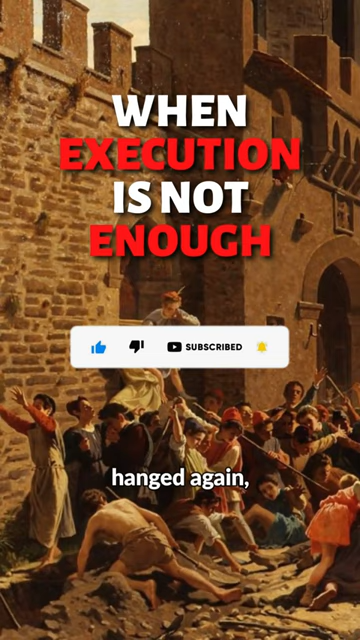 WHEN
EXECUTION
IS NOT
ENOUGH
SUBSCRIBED
hanged again,